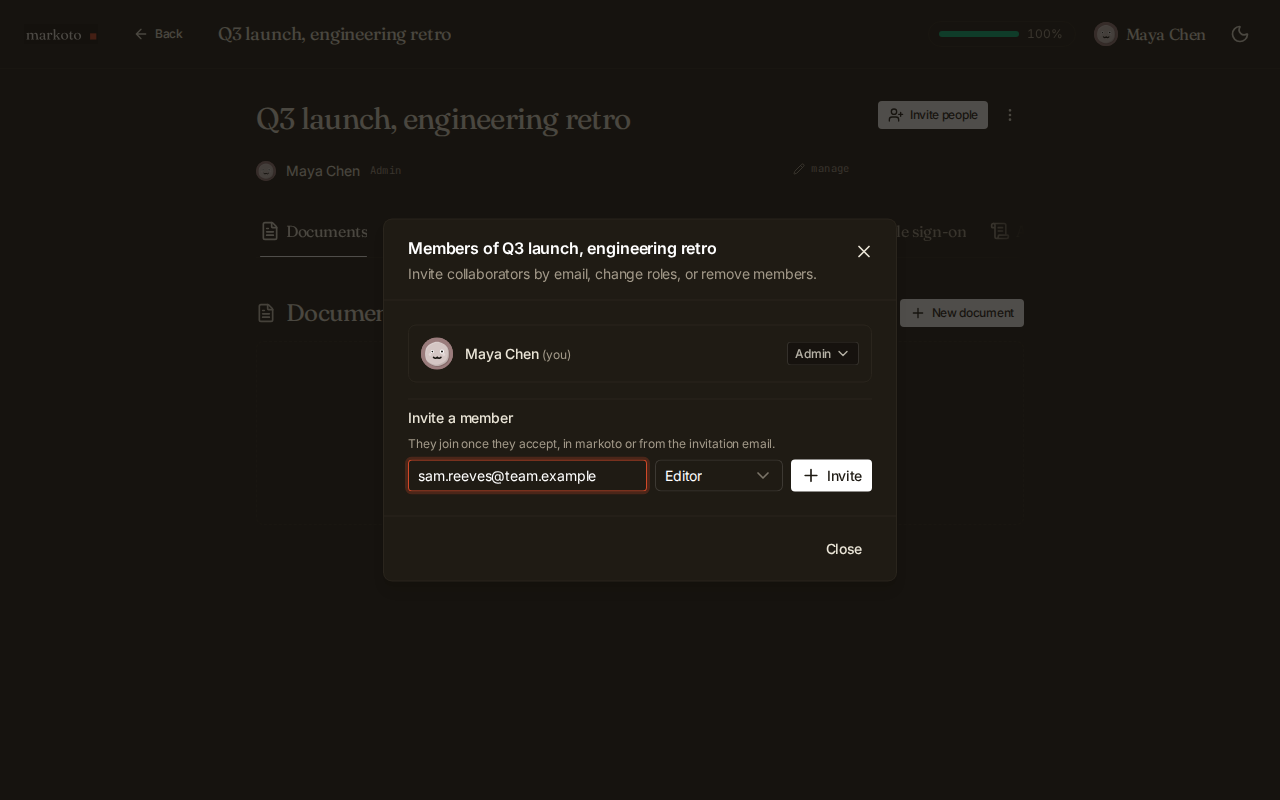 markoto
Back
Q3 launch, engineering retro
100%
Maya Chen
Q3 launch, engineering retro
Invite people
Maya Chen Admin
manage
Documents
le sign-on
Members of Q3 launch, engineering retro
Invite collaborators by email, change roles, or remove members.
Documen
New document
Maya Chen (you)
Admin
Invite a member
They join once they accept, in markoto or from the invitation email.
sam.reeves@team.example
Editor
Invite
Close